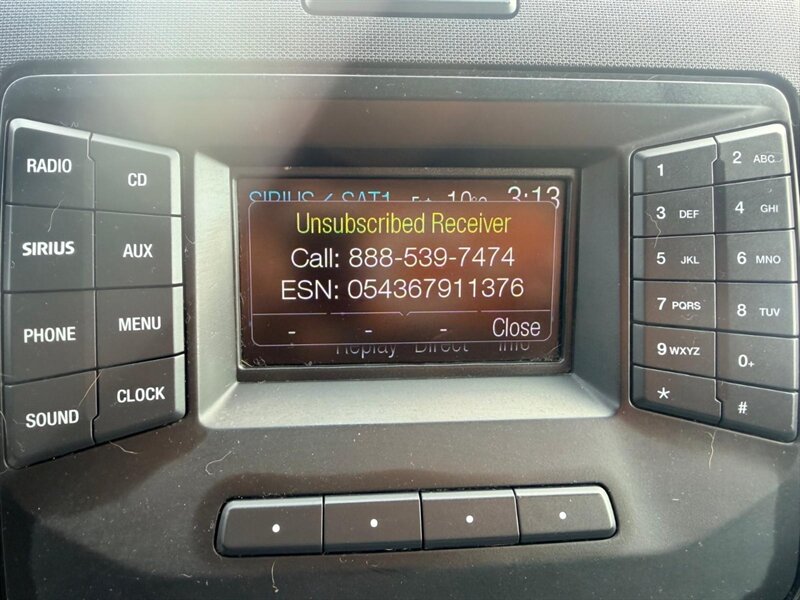 RADIO
CD
SIRIUS
AUX
PHONE
MENU
SOUND
CLOCK
SIRIUS SAT1 3:13
Unsubscribed Receiver
Call: 888-539-7474
ESN: 054367911376
- - - Close
Replay Direct Info
1
2 ABC
3 DEF
4 GHI
5 JKL
6 MNO
7 PQRS
8 TUV
9 WXYZ
0+
*
#